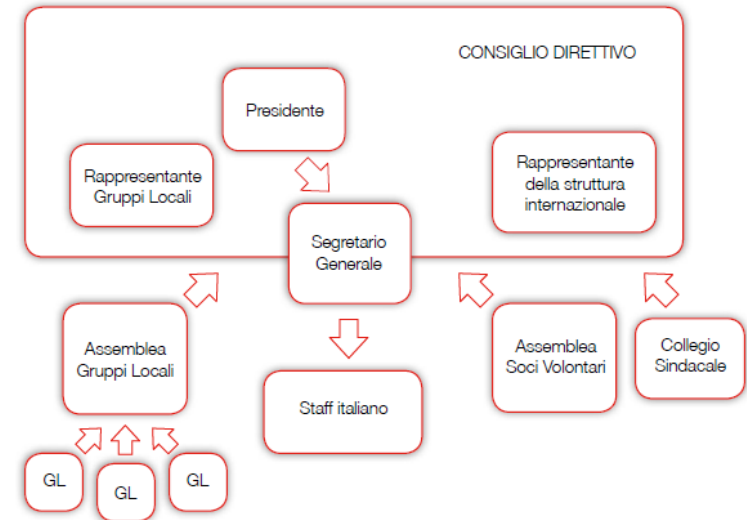 CONSIGLIO DIRETTIVO
Presidente
Rappresentante
Gruppi Locali
Rappresentante
della struttura
internazionale
Segretario
Generale
Assemblea
Gruppi Locali
Assemblea
Soci Volontari
Collegio
Sindacale
Staff italiano
GL
GL
GL